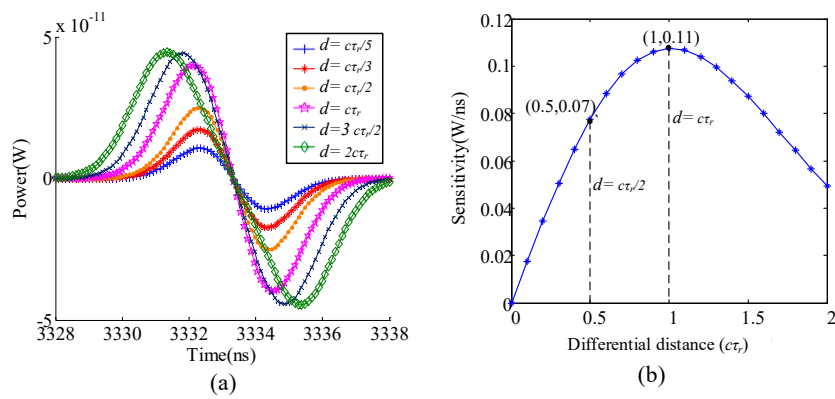 x 10⁻¹¹
5
0
-5
Power(W)
3328
3330
3332
3334
3336
3338
Time(ns)
d= cτr/5
d= cτr/3
d= cτr/2
d= cτr
d=3 cτr/2
d= 2cτr
(a)
0.12
0.1
0.08
0.06
0.04
0.02
0
Sensitivity(W/ns)
(1,0.11)
(0.5,0.07)
d= cτr
d= cτr/2
0
0.5
1
1.5
2
Differential distance (cτr)
(b)